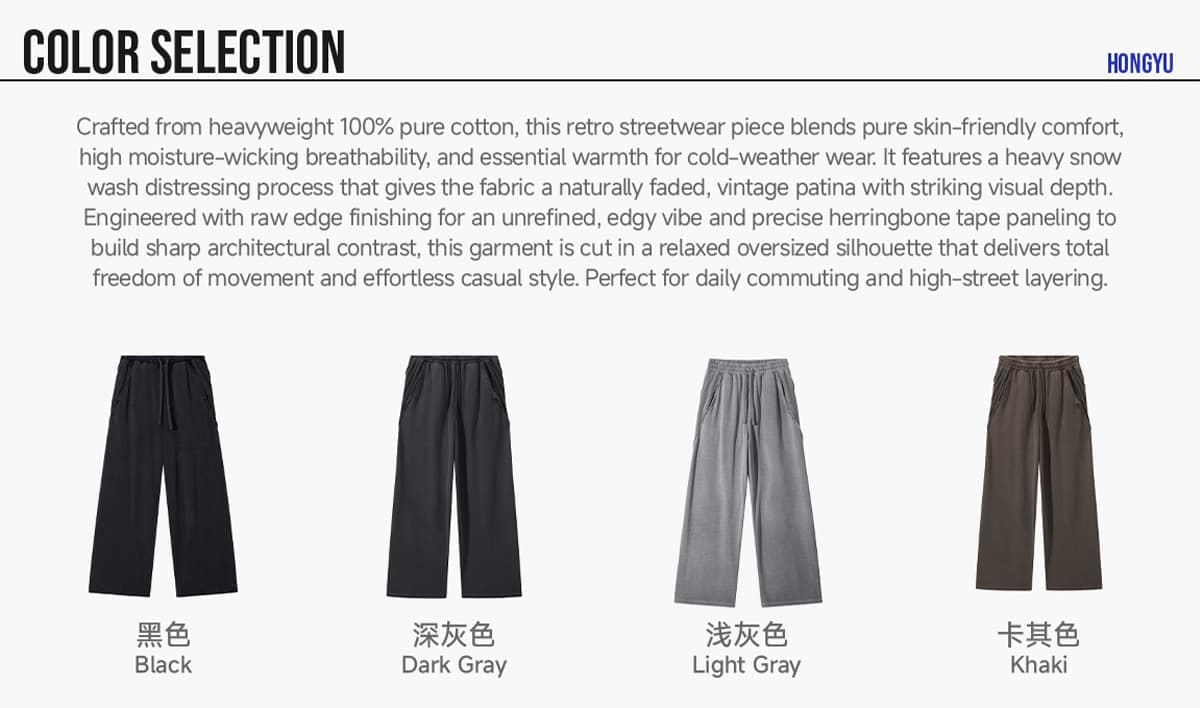 COLOR SELECTION
HONGYU
Crafted from heavyweight 100% pure cotton, this retro streetwear piece blends pure skin-friendly comfort,
high moisture-wicking breathability, and essential warmth for cold-weather wear. It features a heavy snow
wash distressing process that gives the fabric a naturally faded, vintage patina with striking visual depth.
Engineered with raw edge finishing for an unrefined, edgy vibe and precise herringbone tape paneling to
build sharp architectural contrast, this garment is cut in a relaxed oversized silhouette that delivers total
freedom of movement and effortless casual style. Perfect for daily commuting and high-street layering.
黑色
Black
深灰色
Dark Gray
浅灰色
Light Gray
卡其色
Khaki